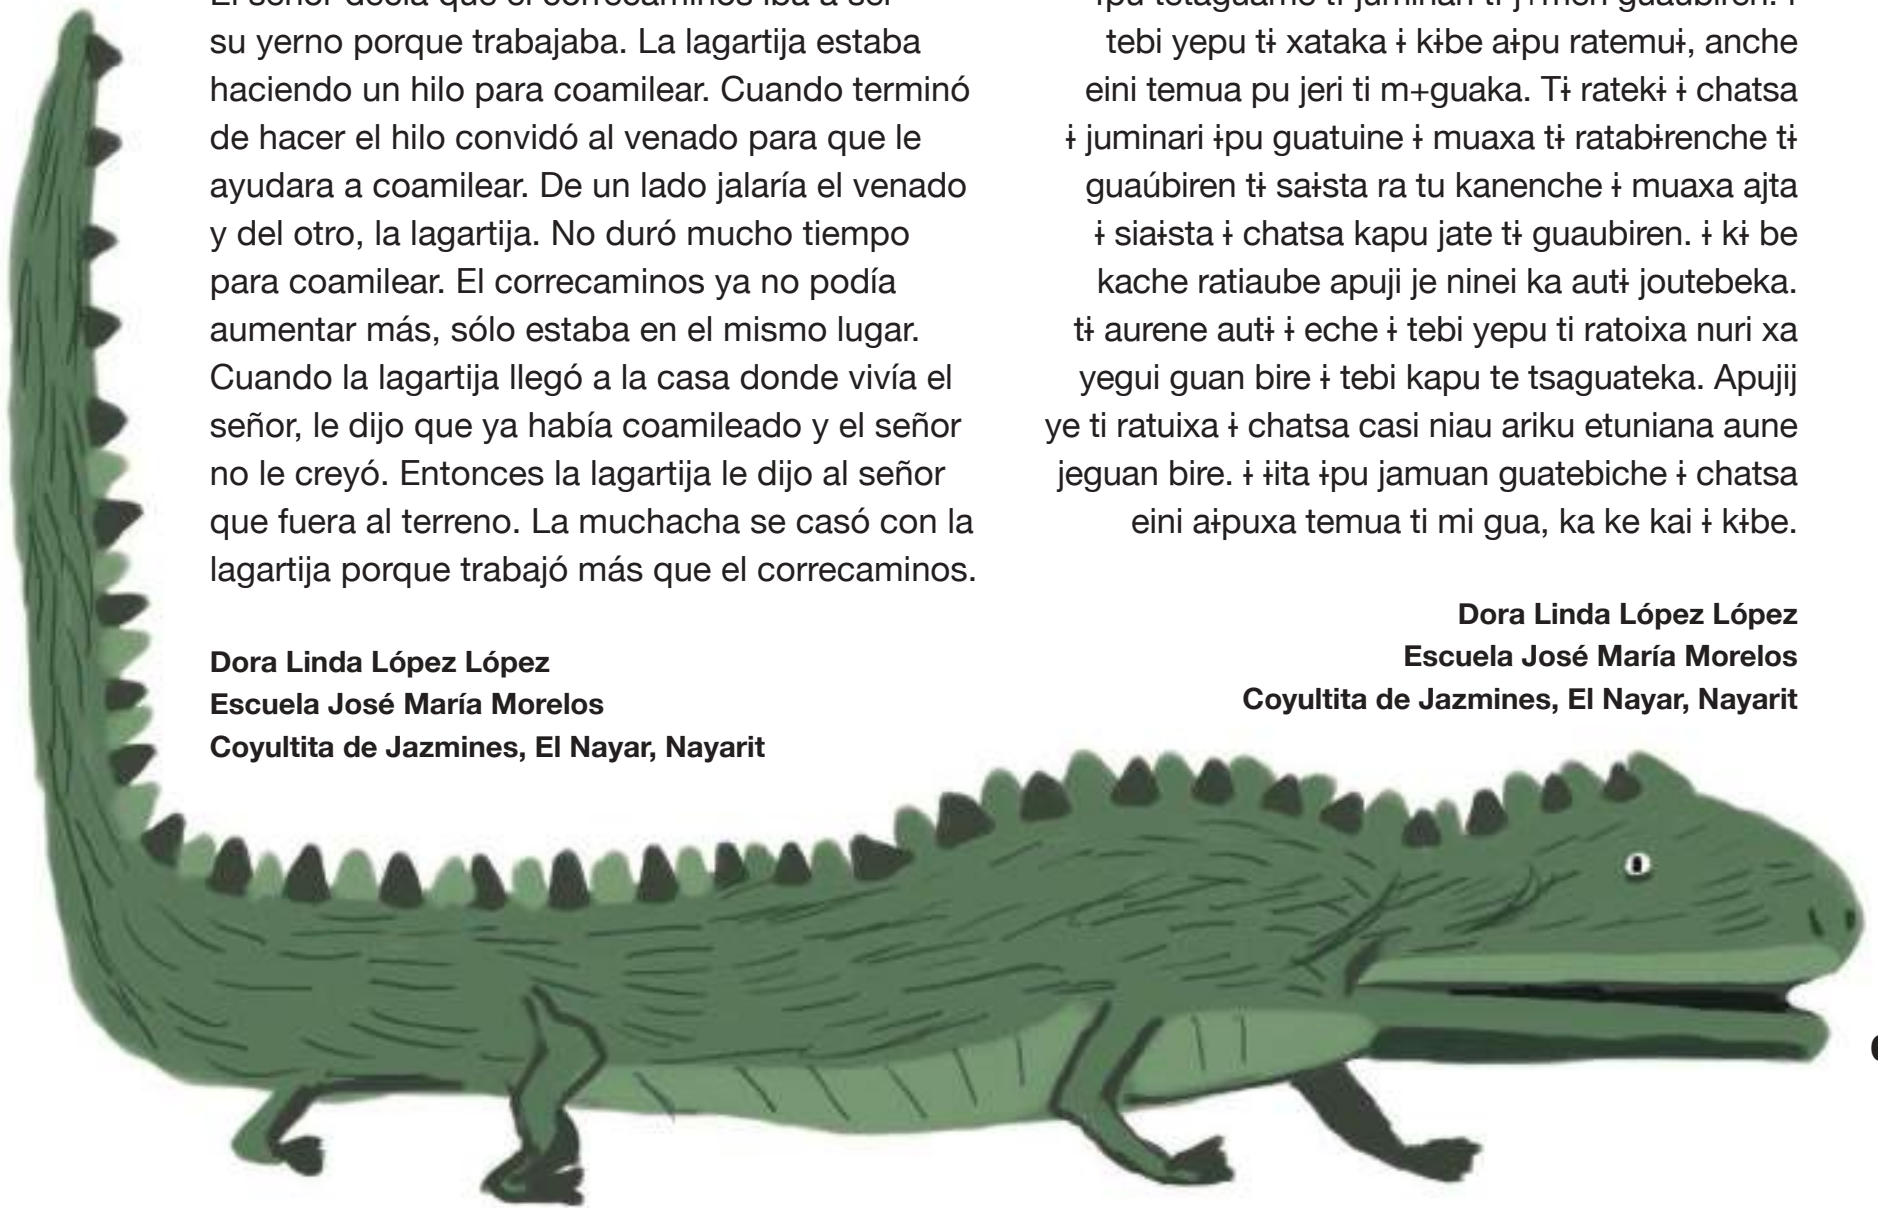 El señor decía que el correcaminos iba a ser
su yerno porque trabajaba. La lagartija estaba
haciendo un hilo para coamilear. Cuando terminó
de hacer el hilo convidó al venado para que le
ayudara a coamilear. De un lado jalaría el venado
y del otro, la lagartija. No duró mucho tiempo
para coamilear. El correcaminos ya no podía
aumentar más, sólo estaba en el mismo lugar.
Cuando la lagartija llegó a la casa donde vivía el
señor, le dijo que ya había coamileado y el señor
no le creyó. Entonces la lagartija le dijo al señor
que fuera al terreno. La muchacha se casó con la
lagartija porque trabajó más que el correcaminos.
Dora Linda López López
Escuela José María Morelos
Coyultita de Jazmines, El Nayar, Nayarit
tebi yepu tɨ xataka ɨ kɨbe aɨpu ratemuɨ, anche
eini temua pu jeri ti m+guaka. Tɨ ratekɨ ɨ chatsa
ɨ juminari ɨpu guatuine ɨ muaxa tɨ ratabɨrenche tɨ
guaúbiren tɨ saɨsta ra tu kanenche ɨ muaxa ajta
ɨ siaɨsta ɨ chatsa kapu jate tɨ guaubiren. ɨ kɨ be
kache ratiaube apuji je ninei ka autɨ joutebeka.
tɨ aurene autɨ ɨ eche ɨ tebi yepu ti ratoixa nuri xa
yegui guan bire ɨ tebi kapu te tsaguateka. Apujij
ye ti ratuixa ɨ chatsa casi niau ariku etuniana aune
jeguan bire. ɨ ɨita ɨpu jamuan guatebiche ɨ chatsa
eini aɨpuxa temua ti mi gua, ka ke kai ɨ kɨbe.
Dora Linda López López
Escuela José María Morelos
Coyultita de Jazmines, El Nayar, Nayarit